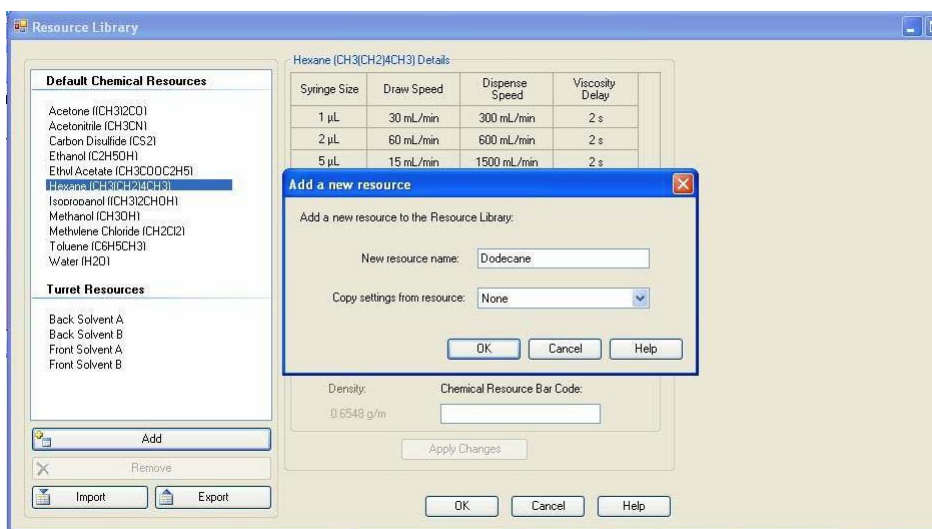 Resource Library
Default Chemical Resources
Acetone ((CH3)2CO)
Acetonitrile (CH3CN)
Carbon Disulfide (CS2)
Ethanol (C2H5OH)
Ethyl Acetate (CH3COOC2H5)
Hexane (CH3(CH2)4CH3)
Isopropanol ((CH3)2CHOH)
Methanol (CH3OH)
Methylene Chloride (CH2Cl2)
Toluene (C6H5CH3)
Water (H2O)
Turret Resources
Back Solvent A
Back Solvent B
Front Solvent A
Front Solvent B
Add
Remove
Import Export
Hexane (CH3(CH2)4CH3) Details
Syringe Size Draw Speed Dispense Speed Viscosity Delay
1 µL 30 mL/min 300 mL/min 2 s
2 µL 60 mL/min 600 mL/min 2 s
5 µL 15 mL/min 1500 mL/min 2 s
Add a new resource
Add a new resource to the Resource Library:
New resource name: Dodecane
Copy settings from resource: None
OK Cancel Help
Density: Chemical Resource Bar Code:
0.6548 g/m
Apply Changes
OK Cancel Help